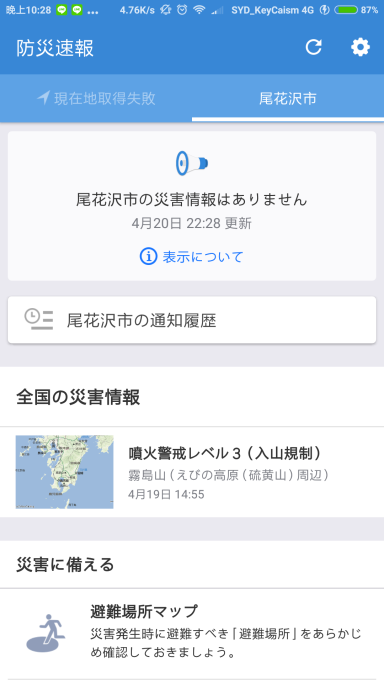 晚上10:28 ... 4.76K/s SYD_KeyCaism 4G 87%
防災速報
現在地取得失敗 尾花沢市
尾花沢市の災害情報はありません
4月20日 22:28 更新
表示について
尾花沢市の通知履歴
全国の災害情報
噴火警戒レベル3(入山規制)
霧島山(えびの高原(硫黄山)周辺)
4月19日 14:55
災害に備える
避難場所マップ
災害発生時に避難すべき「避難場所」をあらかじ
め確認しておきましょう。